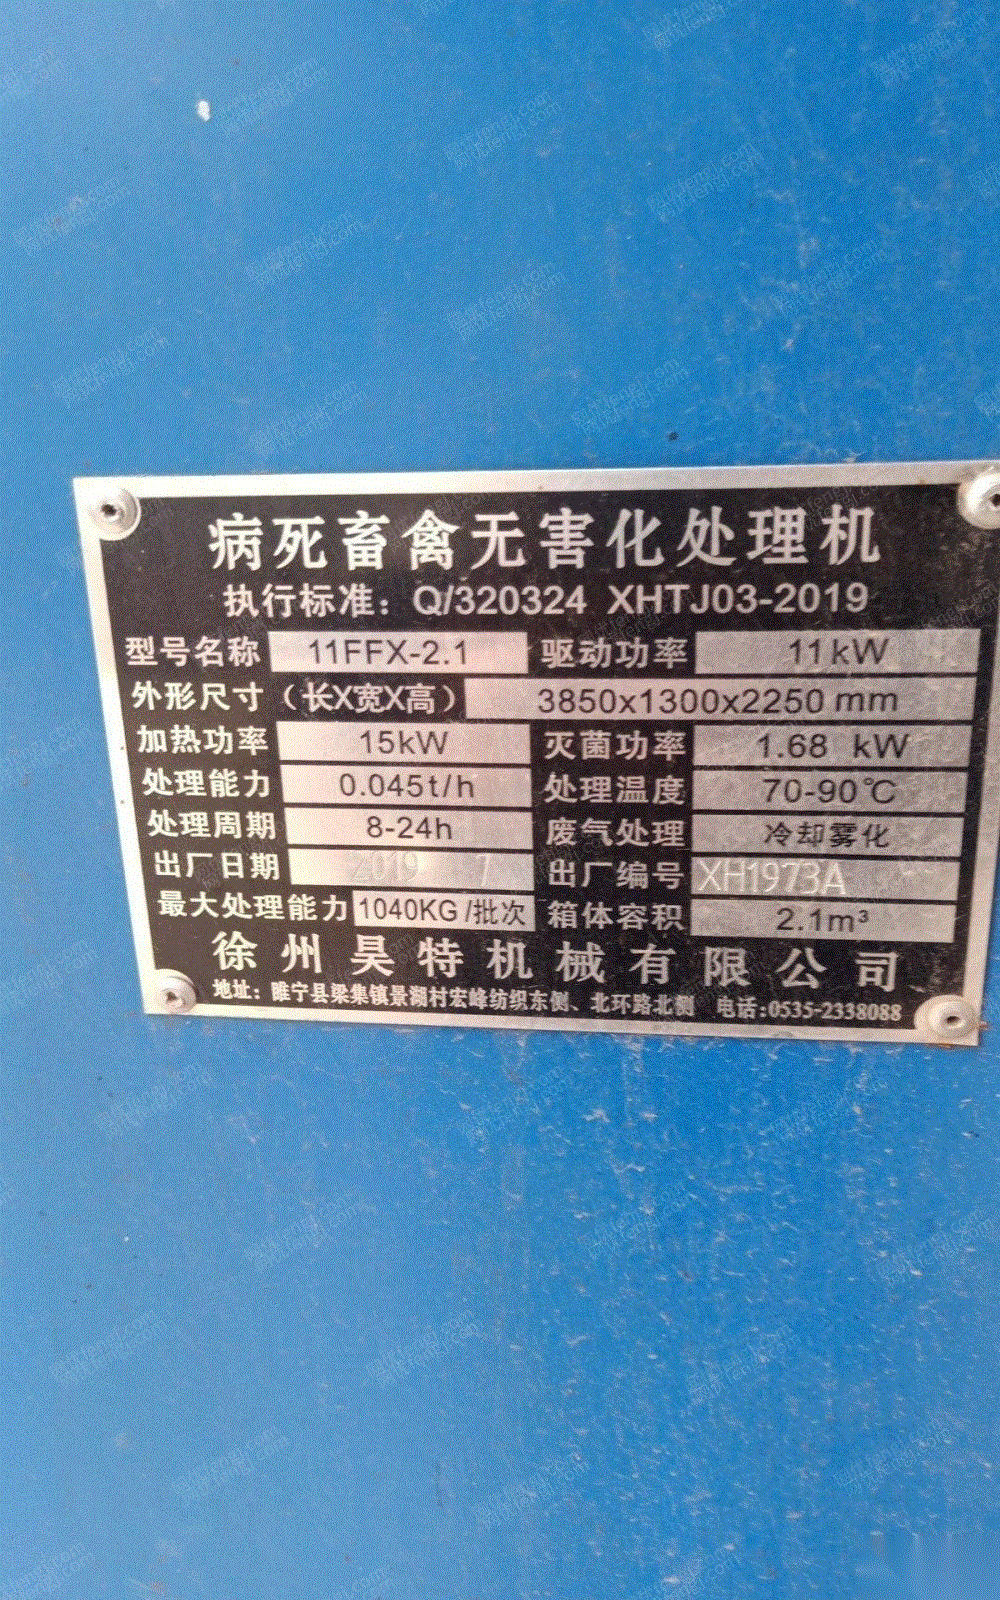 病死畜禽无害化处理机
执行标准：Q/320324 XHTJ03-2019
型号名称 11FFX-2.1 驱动功率 11kW
外形尺寸（长X宽X高） 3850x1300x2250 mm
加热功率 15kW 灭菌功率 1.68 kW
处理能力 0.045t/h 处理温度 70-90℃
处理周期 8-24h 废气处理 冷却雾化
出厂日期 2019 7 出厂编号 XH1973A
最大处理能力 1040KG/批次 箱体容积 2.1m³
徐州昊特机械有限公司
地址：睢宁县梁集镇景湖村宏峰纺织东侧、北环路北侧 电话:0535-2338088